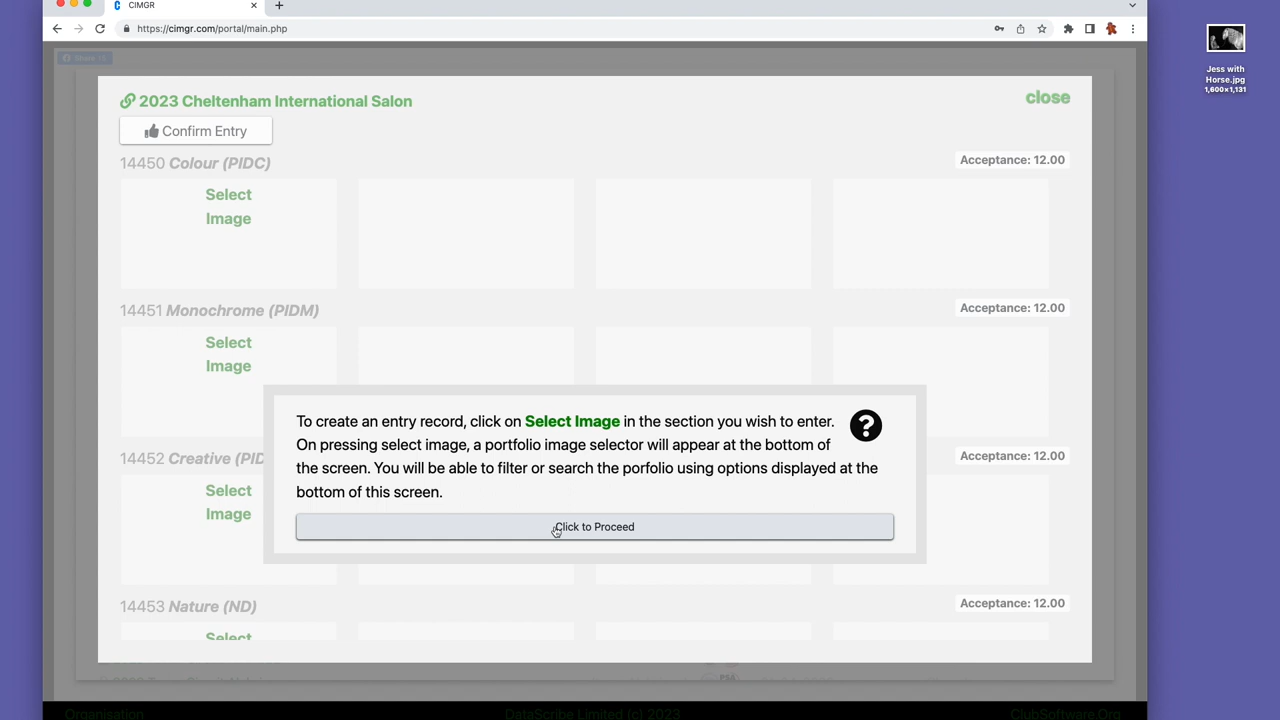 CIMGR
https://cimgr.com/portal/main.php
Jess with
Horse.jpg
1,600×1,131
2023 Cheltenham International Salon
close
Confirm Entry
14450 Colour (PIDC)
Acceptance: 12.00
Select
Image
14451 Monochrome (PIDM)
Acceptance: 12.00
Select
Image
To create an entry record, click on Select Image in the section you wish to enter.
On pressing select image, a portfolio image selector will appear at the bottom of
the screen. You will be able to filter or search the porfolio using options displayed at the
bottom of this screen.
Click to Proceed
14452 Creative (PID
Acceptance: 12.00
Select
Image
14453 Nature (ND)
Acceptance: 12.00
Select
Organisation
DataScribe Limited (c) 2023
ClubSoftware.Org